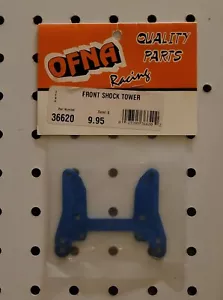 OFNA
Racing
QUALITY
PARTS
FRONT SHOCK TOWER
36620
9.95